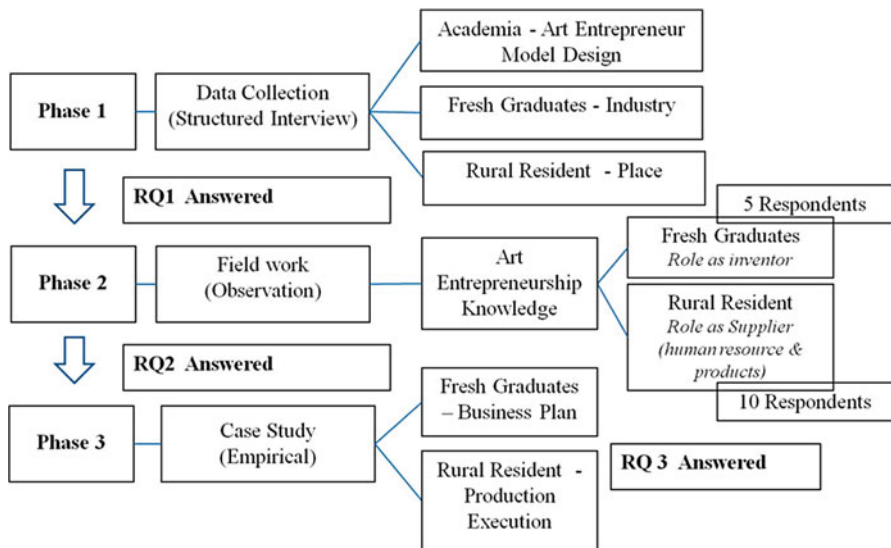 Academia - Art Entrepreneur
Model Design
Phase 1
Data Collection
(Structured Interview)
Fresh Graduates - Industry
Rural Resident - Place
RQ1 Answered
5 Respondents
Phase 2
Field work
(Observation)
Art
Entrepreneurship
Knowledge
Fresh Graduates
Role as inventor
Rural Resident
Role as Supplier
(human resource &
products)
10 Respondents
RQ2 Answered
Phase 3
Case Study
(Empirical)
Fresh Graduates
– Business Plan
Rural Resident -
Production
Execution
RQ 3 Answered